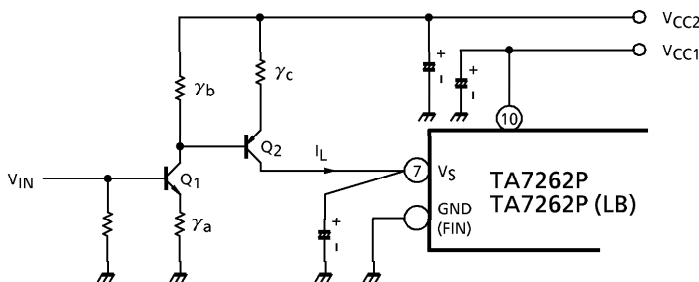 VCC2
VCC1
γb
γc
10
Q2
IL
VIN
Q1
7
VS
TA7262P
TA7262P (LB)
GND
(FIN)
γa
+
+
+